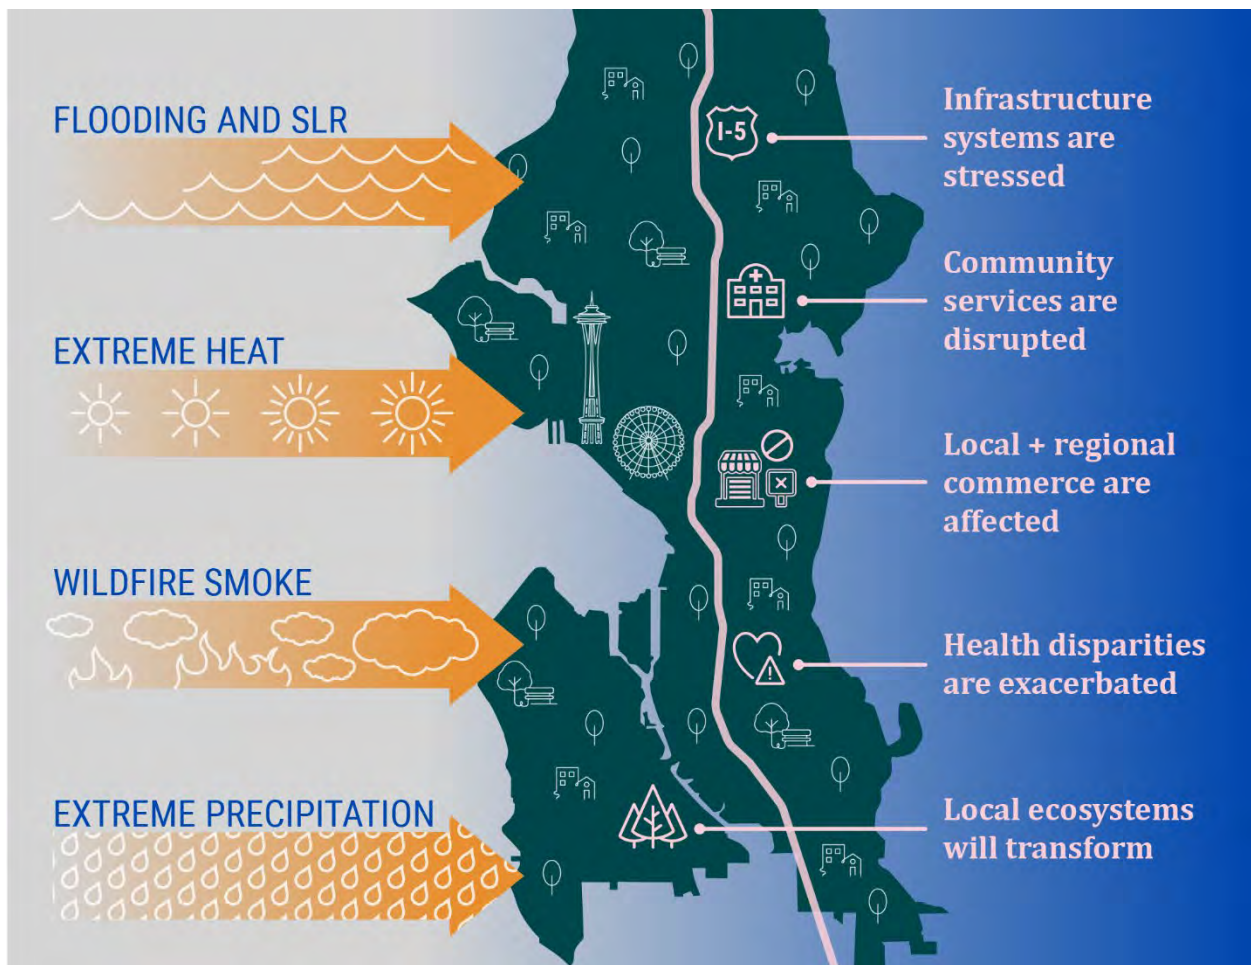 FLOODING AND SLR
EXTREME HEAT
WILDFIRE SMOKE
EXTREME PRECIPITATION
I-5
Infrastructure
systems are
stressed
Community
services are
disrupted
Local + regional
commerce are
affected
Health disparities
are exacerbated
Local ecosystems
will transform